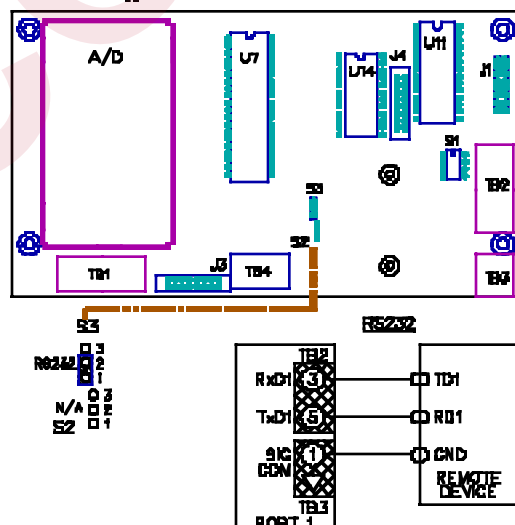 A/D
U7
U14
J4
U11
J1
S1
TB2
S3
S2
TB1
J3
TB4
TB3
S3
3
RS232 2
1
N/A 3
2
S2 1
RS232
TB2
RxD1 3 TD1
TxD1 5 RD1
SIG 1 GND
COM
REMOTE
DEVICE
TB3
PORT 1